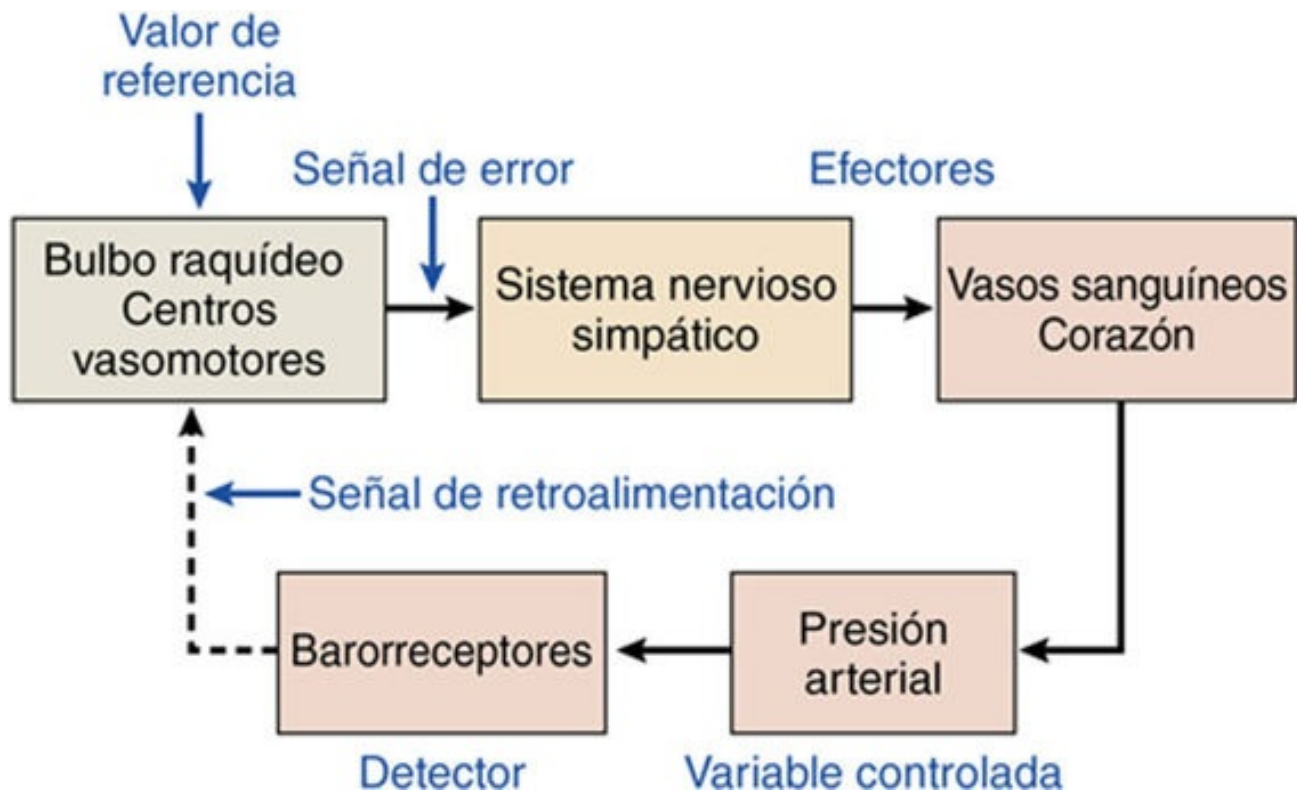 Valor de
referencia
Señal de error
Efectores
Bulbo raquídeo
Centros
vasomotores
Sistema nervioso
simpático
Vasos sanguíneos
Corazón
Señal de retroalimentación
Barorreceptores
Presión
arterial
Detector
Variable controlada